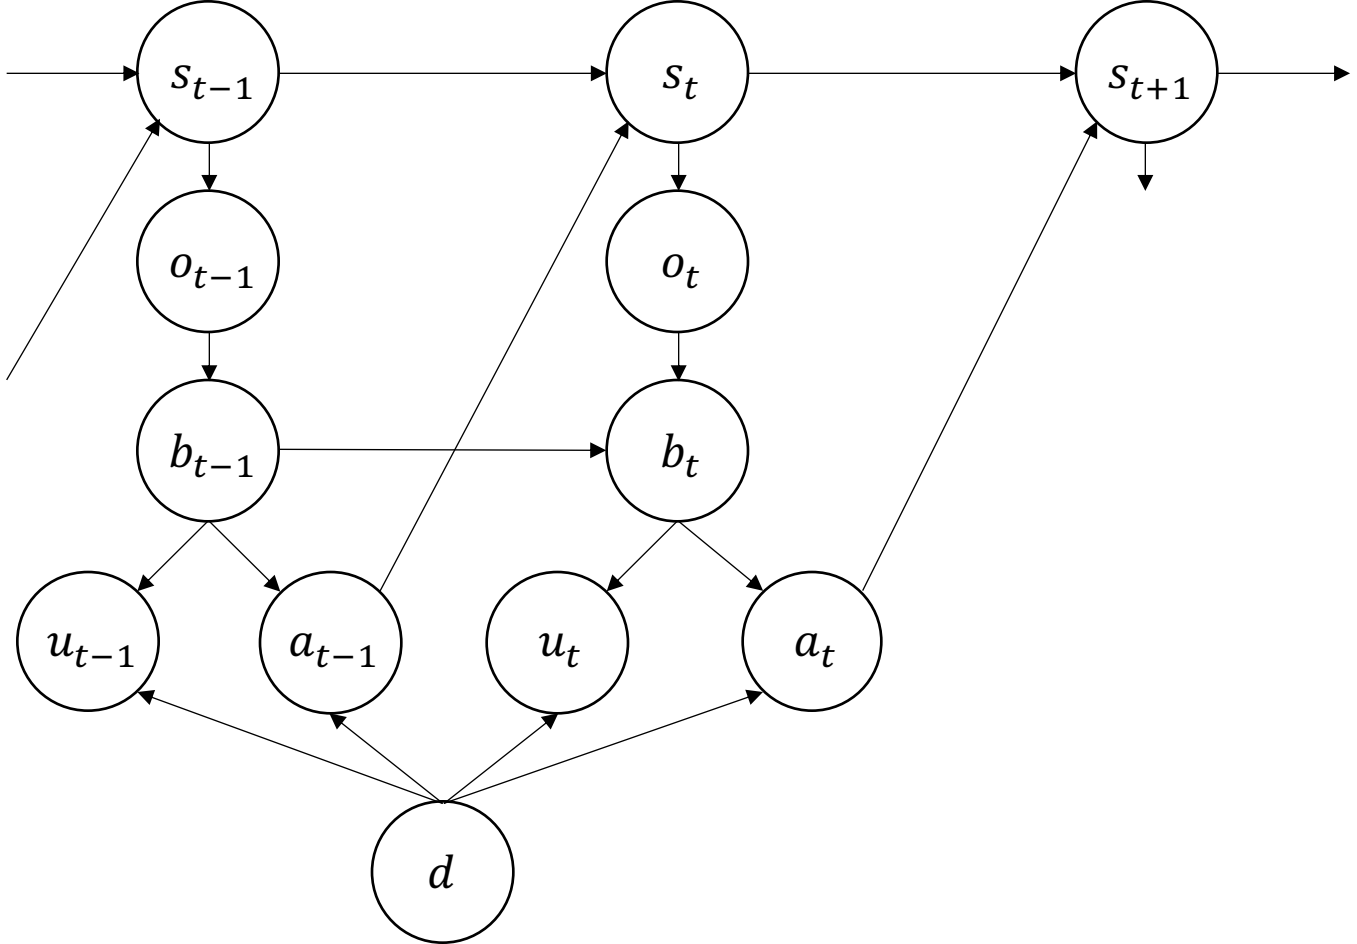 s_{t−1} s_t s_{t+1}
o_{t−1} o_t
b_{t−1} b_t
u_{t−1} a_{t−1} u_t a_t
d